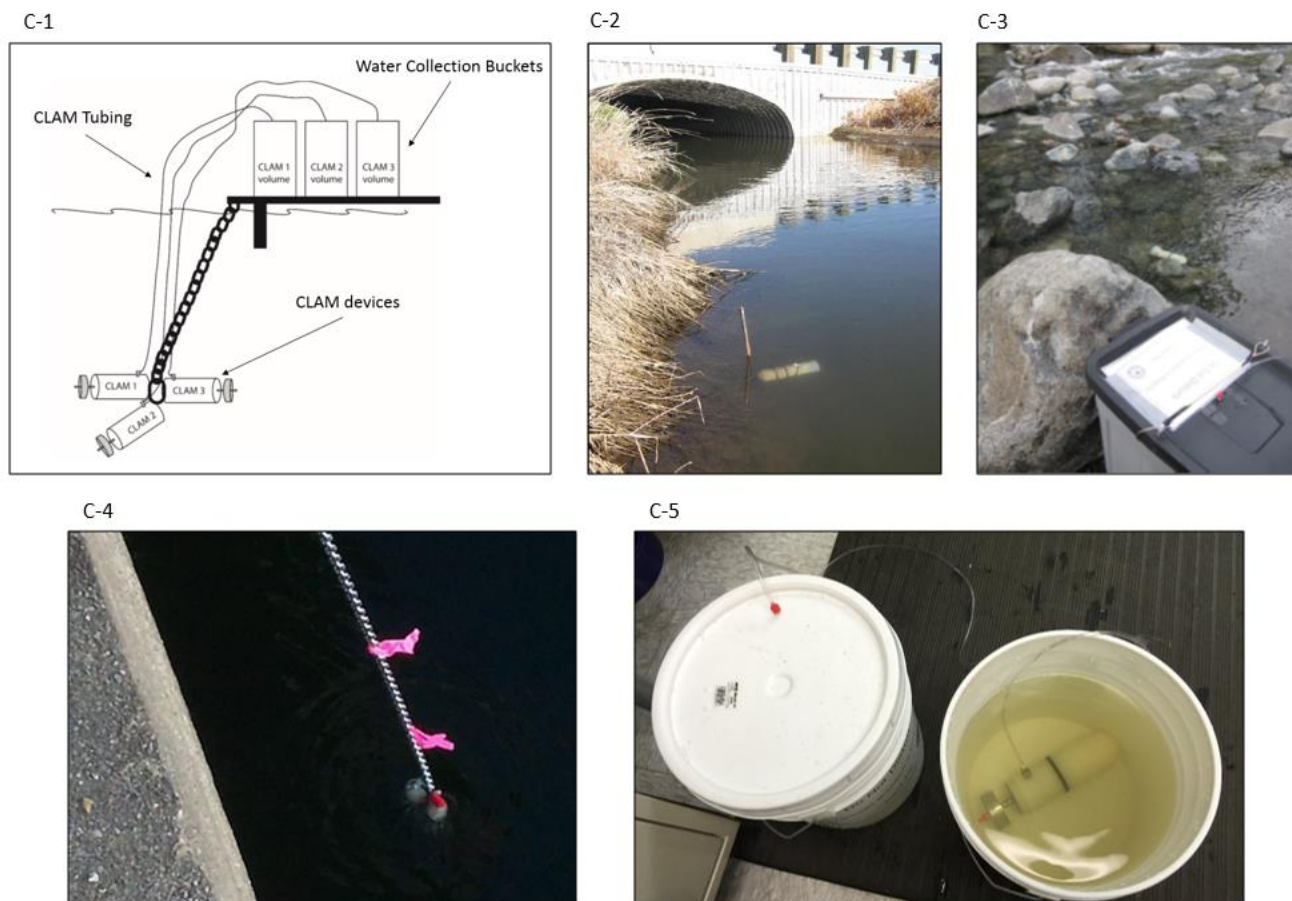 C-1
C-2
C-3
Water Collection Buckets
CLAM Tubing
CLAM 1
volume
CLAM 2
volume
CLAM 3
volume
CLAM devices
CLAM 1
CLAM 3
CLAM 2
C-4
C-5